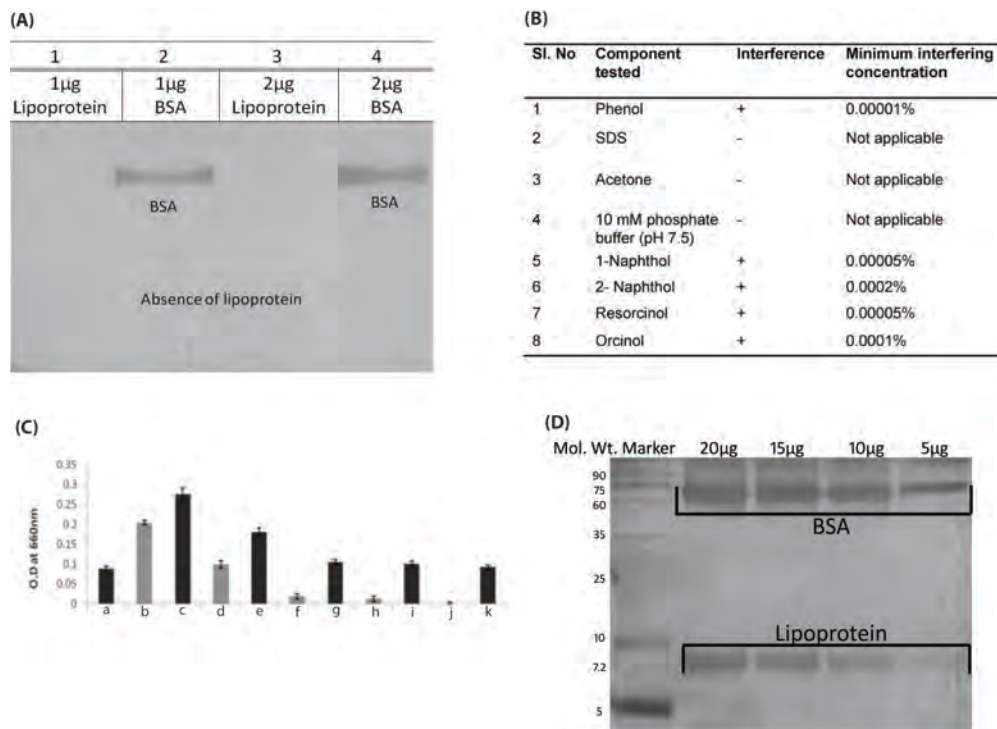 (A)
1 2 3 4
1µg 1µg 2µg 2µg
Lipoprotein BSA Lipoprotein BSA
BSA BSA
Absence of lipoprotein
(B)
Sl. No Component tested Interference Minimum interfering concentration
1 Phenol + 0.00001%
2 SDS - Not applicable
3 Acetone - Not applicable
4 10 mM phosphate buffer (pH 7.5) - Not applicable
5 1-Naphthol + 0.00005%
6 2- Naphthol + 0.0002%
7 Resorcinol + 0.00005%
8 Orcinol + 0.0001%
(C)
O.D at 660nm
0.35
0.3
0.25
0.2
0.15
0.1
0.05
0
a b c d e f g h i j k
(D)
Mol. Wt. Marker 20µg 15µg 10µg 5µg
90
75
60
BSA
35
25
10
Lipoprotein
7.2
5